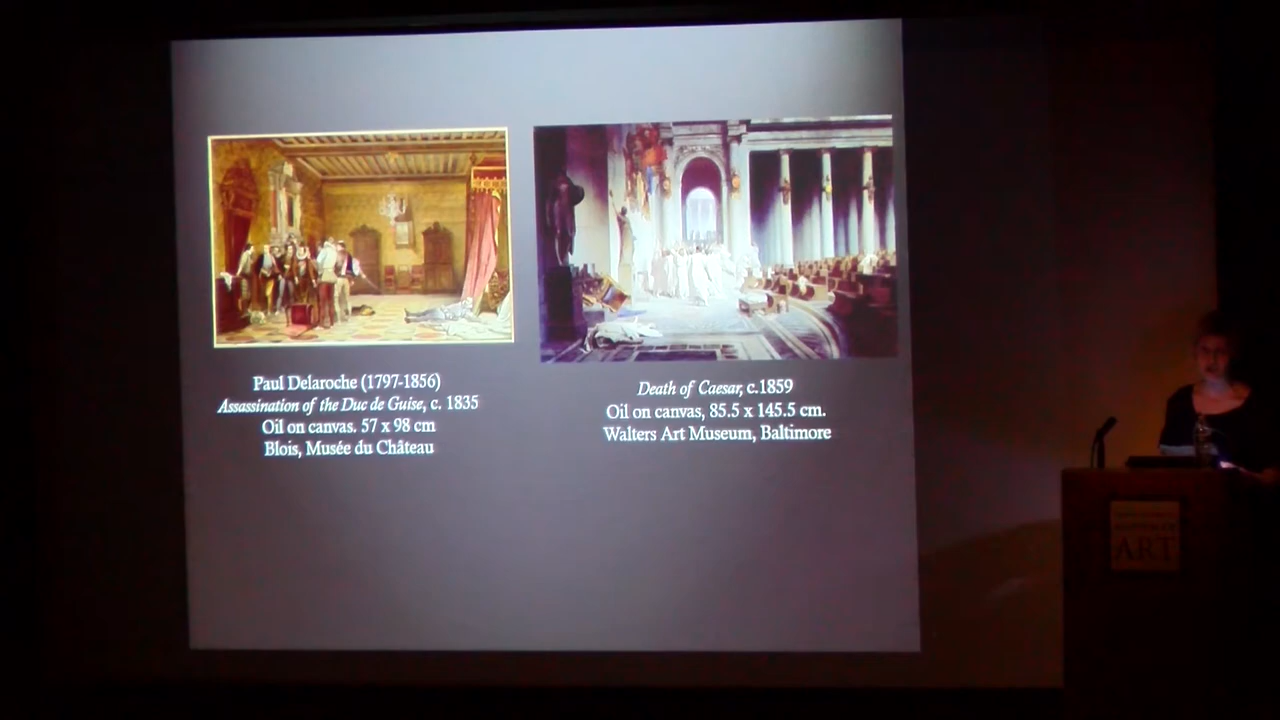 Paul Delaroche (1797-1856)
Assassination of the Duc de Guise, c. 1835
Oil on canvas. 57 x 98 cm
Blois, Musée du Château
Death of Caesar, c.1859
Oil on canvas, 85.5 x 145.5 cm.
Walters Art Museum, Baltimore
ART